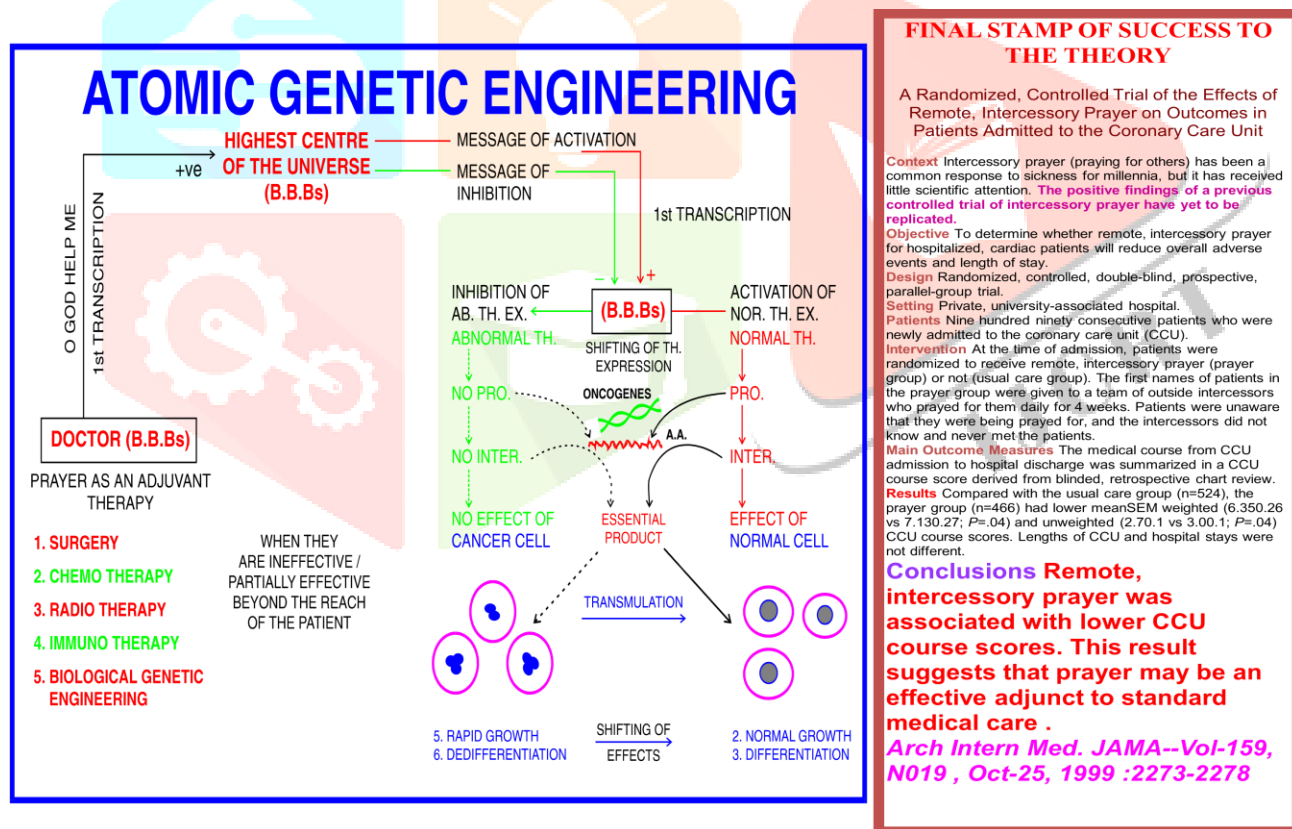 ATOMIC GENETIC ENGINEERING
HIGHEST CENTRE
OF THE UNIVERSE
(B.B.Bs)
+ve
MESSAGE OF ACTIVATION
MESSAGE OF
INHIBITION
1st TRANSCRIPTION
O GOD HELP ME
1st TRANSCRIPTION
DOCTOR (B.B.Bs)
PRAYER AS AN ADJUVANT
THERAPY
1. SURGERY
2. CHEMO THERAPY
3. RADIO THERAPY
4. IMMUNO THERAPY
5. BIOLOGICAL GENETIC
ENGINEERING
WHEN THEY
ARE INEFFECTIVE /
PARTIALLY EFFECTIVE
BEYOND THE REACH
OF THE PATIENT
– +
INHIBITION OF
AB. TH. EX.
(B.B.Bs)
ACTIVATION OF
NOR. TH. EX.
ABNORMAL TH.
SHIFTING OF TH.
EXPRESSION
NORMAL TH.
NO PRO.
ONCOGENES
PRO.
A.A.
NO INTER.
INTER.
NO EFFECT OF
CANCER CELL
ESSENTIAL
PRODUCT
EFFECT OF
NORMAL CELL
TRANSMULATION
5. RAPID GROWTH
6. DEDIFFERENTIATION
SHIFTING OF
EFFECTS
2. NORMAL GROWTH
3. DIFFERENTIATION
FINAL STAMP OF SUCCESS TO
THE THEORY
A Randomized, Controlled Trial of the Effects of
Remote, Intercessory Prayer on Outcomes in
Patients Admitted to the Coronary Care Unit
Context Intercessory prayer (praying for others) has been a
common response to sickness for millennia, but it has received
little scientific attention. The positive findings of a previous
controlled trial of intercessory prayer have yet to be
replicated.
Objective To determine whether remote, intercessory prayer
for hospitalized, cardiac patients will reduce overall adverse
events and length of stay.
Design Randomized, controlled, double-blind, prospective,
parallel-group trial.
Setting Private, university-associated hospital.
Patients Nine hundred ninety consecutive patients who were
newly admitted to the coronary care unit (CCU).
Intervention At the time of admission, patients were
randomized to receive remote, intercessory prayer (prayer
group) or not (usual care group). The first names of patients in
the prayer group were given to a team of outside intercessors
who prayed for them daily for 4 weeks. Patients were unaware
that they were being prayed for, and the intercessors did not
know and never met the patients.
Main Outcome Measures The medical course from CCU
admission to hospital discharge was summarized in a CCU
course score derived from blinded, retrospective chart review.
Results Compared with the usual care group (n=524), the
prayer group (n=466) had lower meanSEM weighted (6.350.26
vs 7.130.27; P=.04) and unweighted (2.70.1 vs 3.00.1; P=.04)
CCU course scores. Lengths of CCU and hospital stays were
not different.
Conclusions Remote,
intercessory prayer was
associated with lower CCU
course scores. This result
suggests that prayer may be an
effective adjunct to standard
medical care .
Arch Intern Med. JAMA--Vol-159,
N019 , Oct-25, 1999 :2273-2278
IJCRT